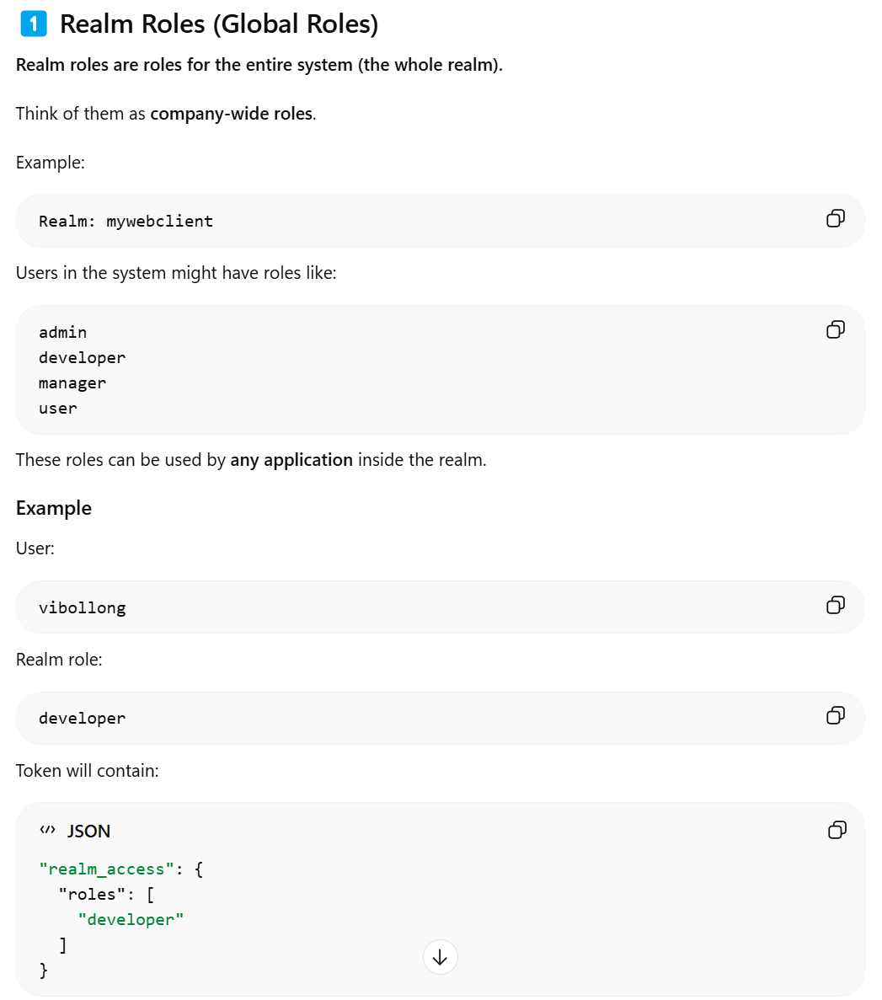 1 Realm Roles (Global Roles)
Realm roles are roles for the entire system (the whole realm).
Think of them as company-wide roles.
Example:
Realm: mywebclient
Users in the system might have roles like:
admin
developer
manager
user
These roles can be used by any application inside the realm.
Example
User:
vibollong
Realm role:
developer
Token will contain:
</> JSON
"realm_access": {
  "roles": [
    "developer"
  ]
}